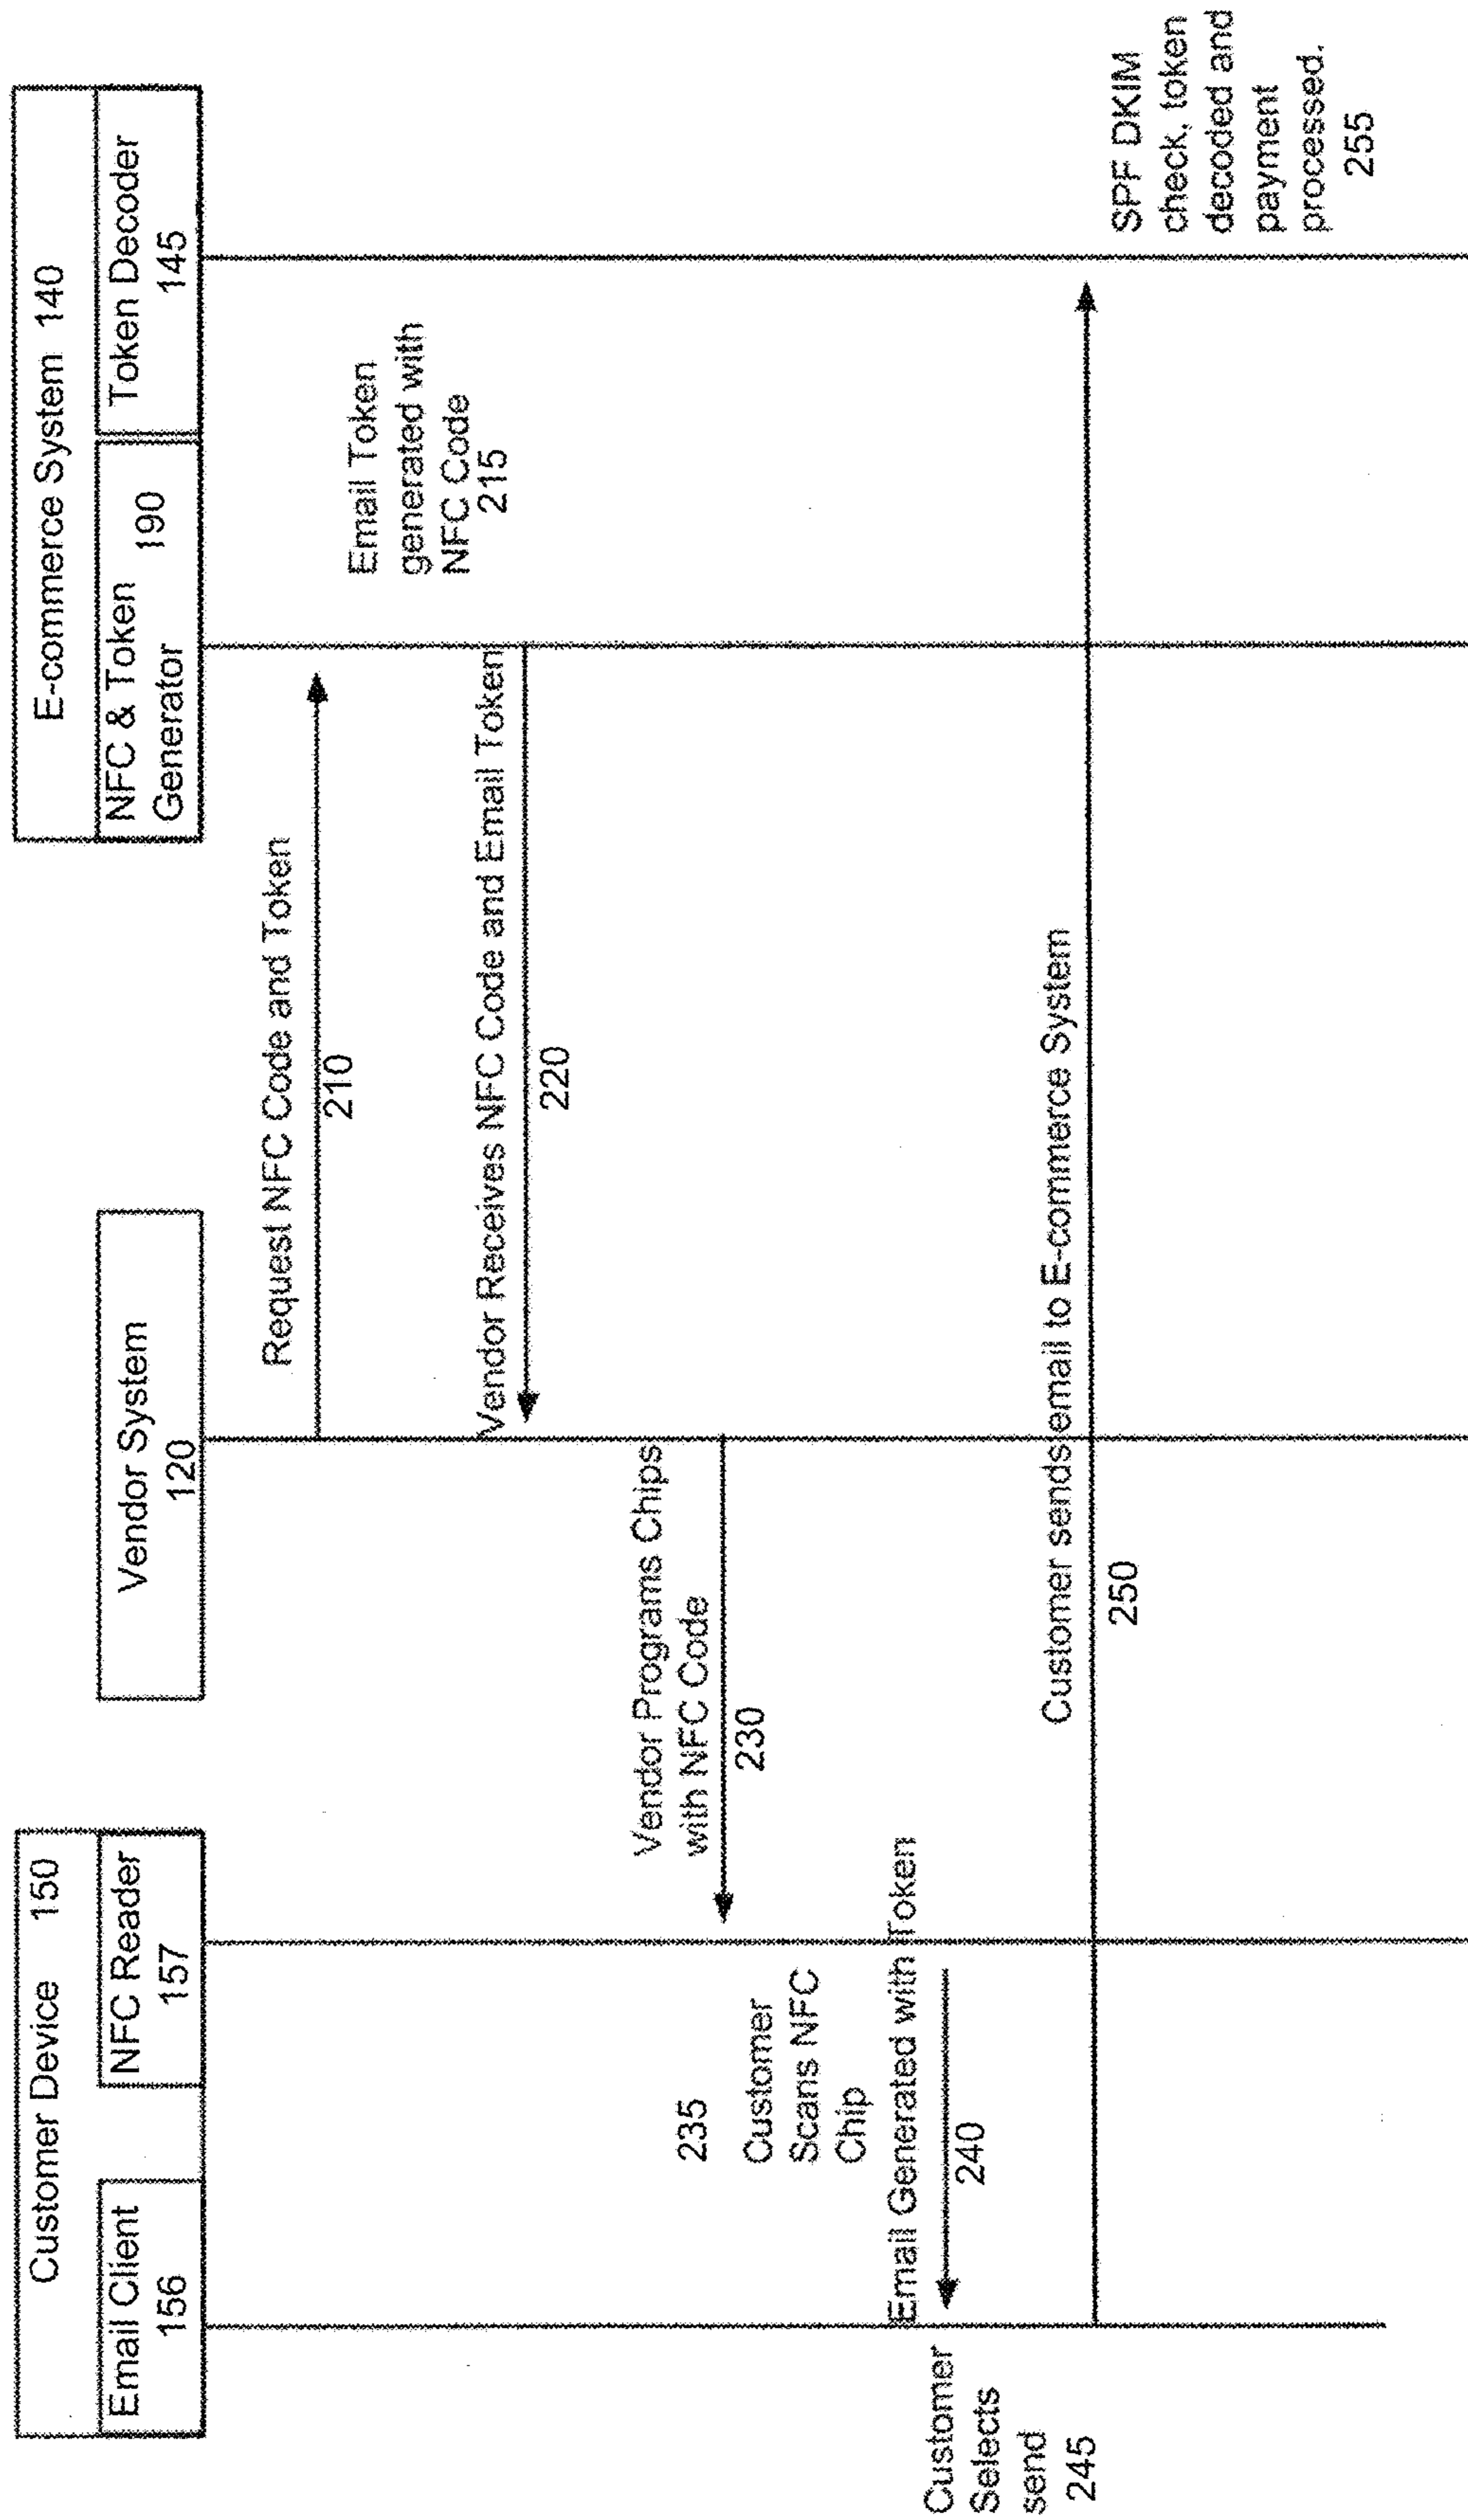 Customer Device 150
Email Client
156
NFC Reader
157
Vendor System
120
E-commerce System 140
NFC & Token
190
Generator
Token Decoder
145
Request NFC Code and Token
210
Email Token
generated with
NFC Code
215
Vendor Receives NFC Code and Email Token
220
Vendor Programs Chips
with NFC Code
230
235
Customer
Scans NFC
Chip
Email Generated with Token
240
Customer
Selects
send
245
Customer sends email to E-commerce System
250
SPF DKIM
check, token
decoded and
payment
processed.
255